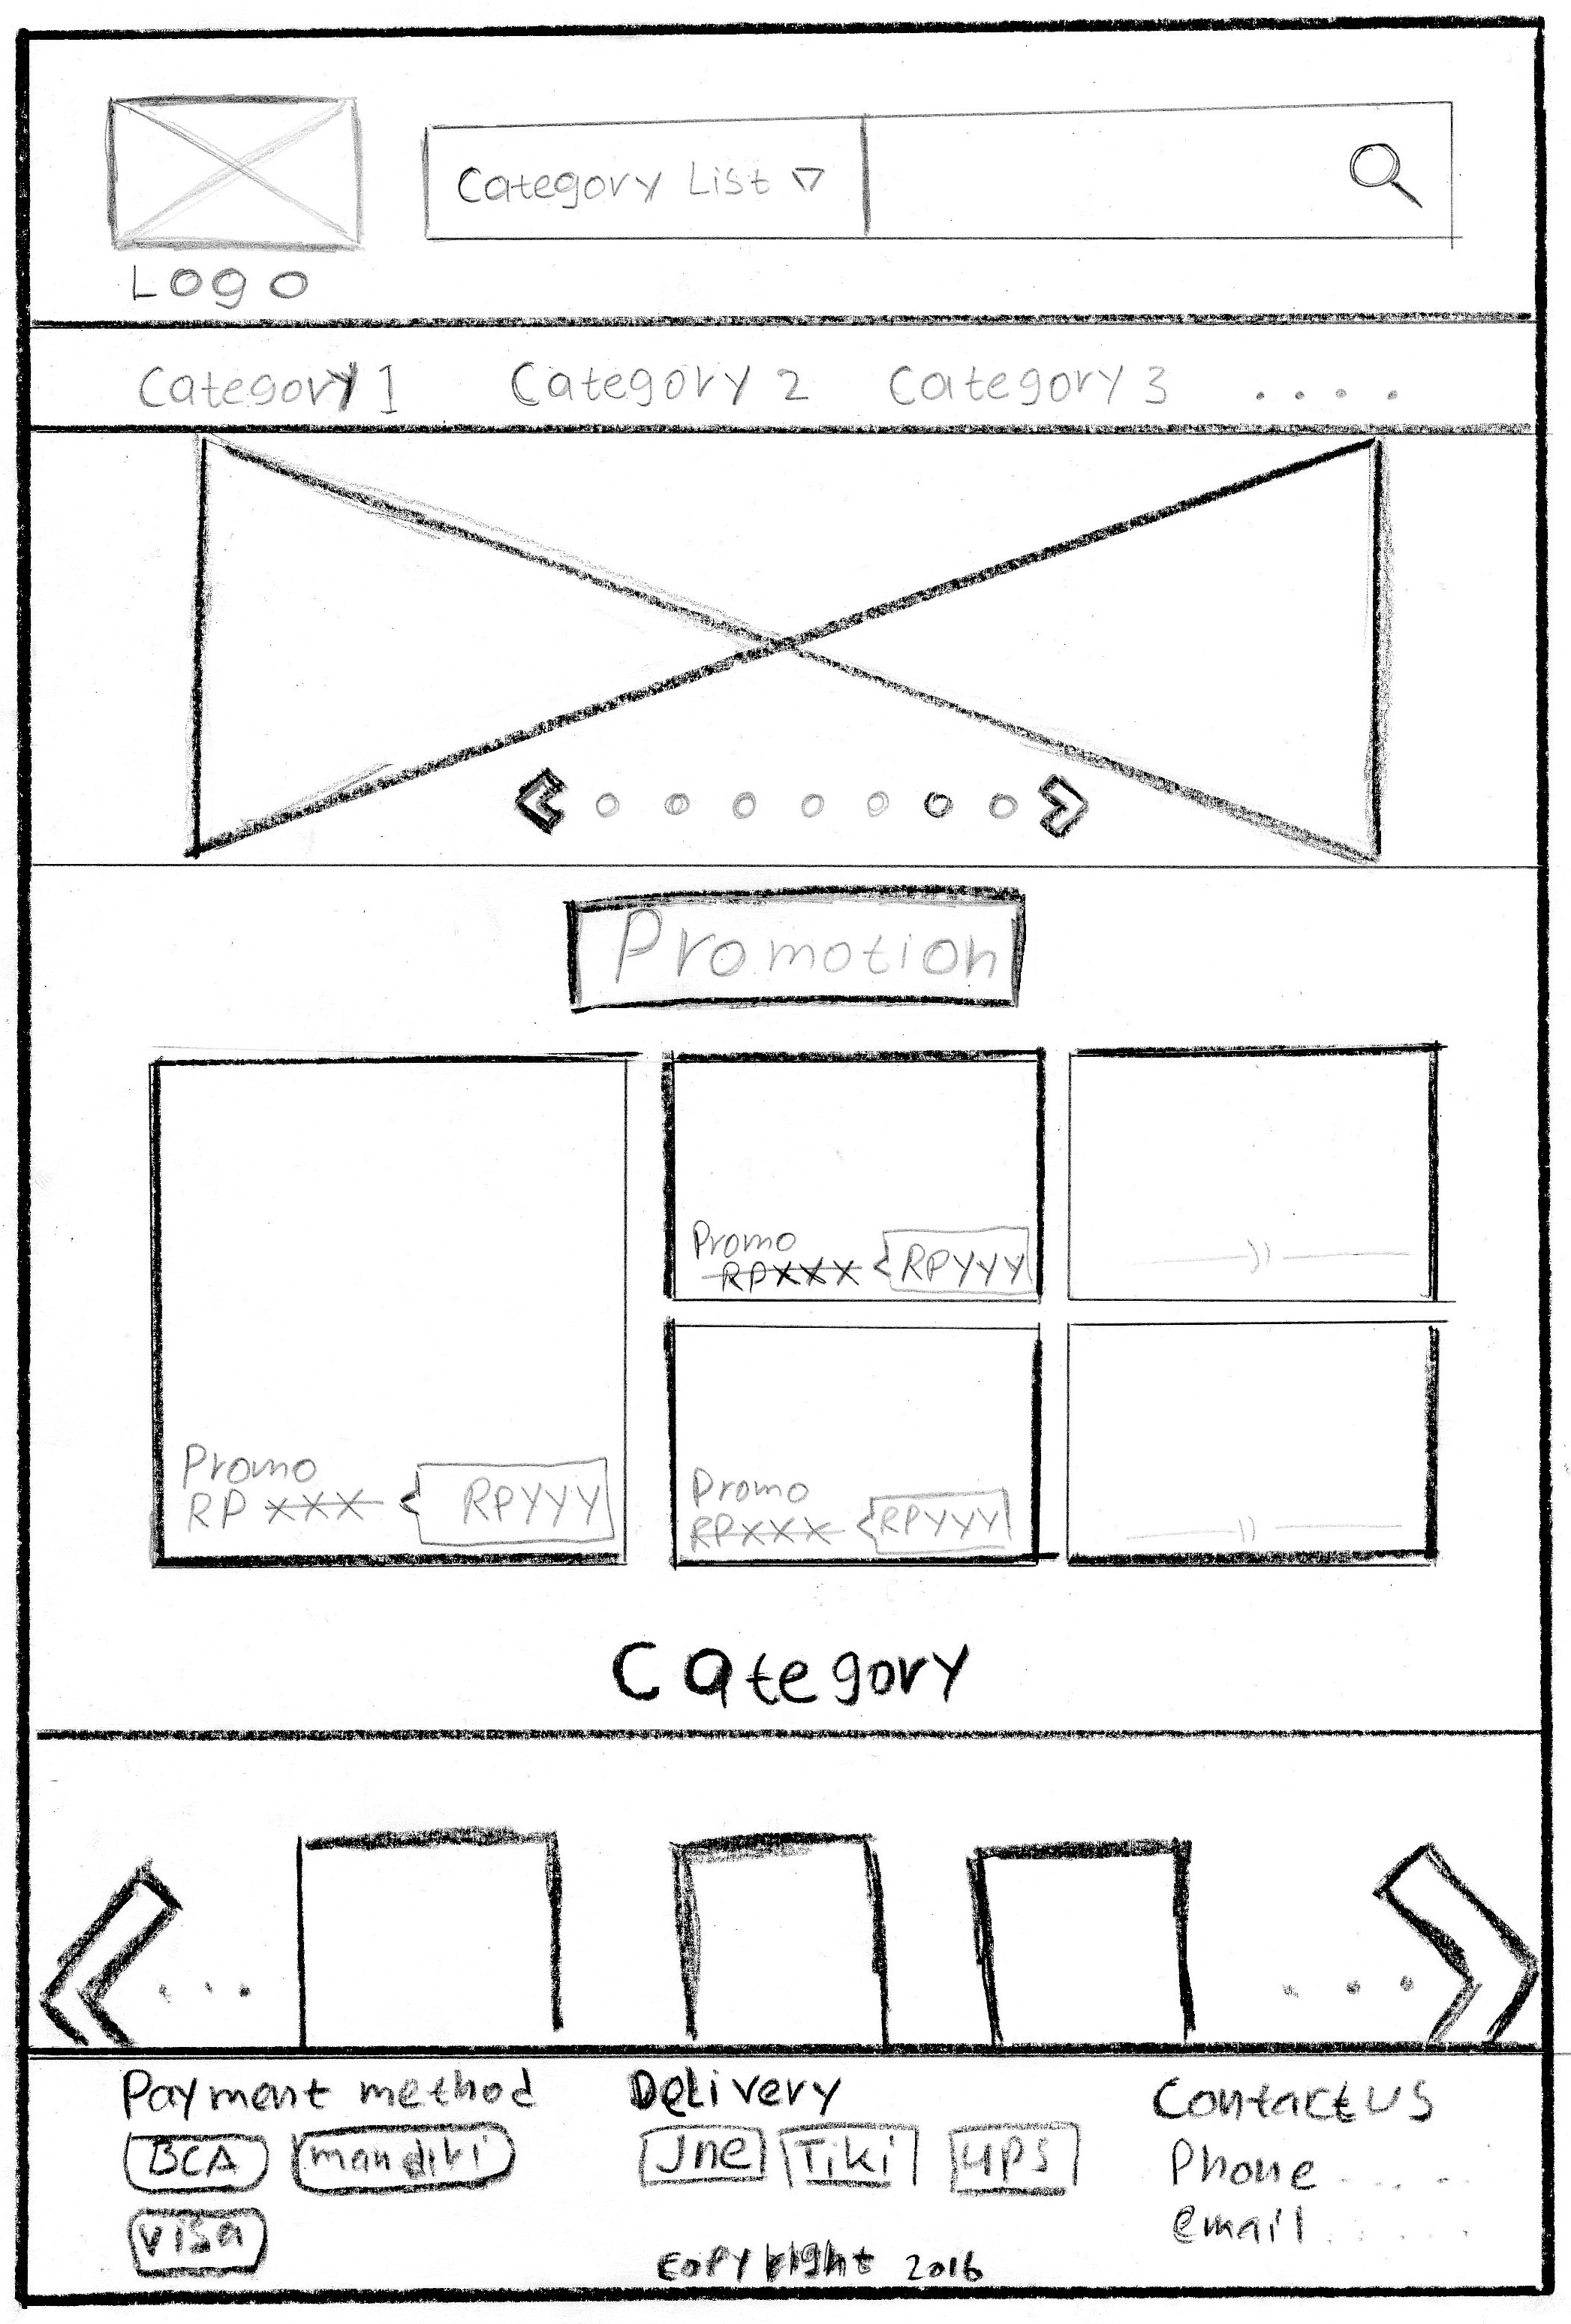 Category List
Logo
Category 1 Category 2 Category 3 ....
Promotion
Promo
RPXXX RPYYY
Promo
RP XXX RPYYY
Promo
RPXXX RPYYY
Category
... ...
Payment method
BCA mandiri
Visa
Delivery
Jne Tiki UPS
Contact US
Phone .....
email .....
Copyright 2016